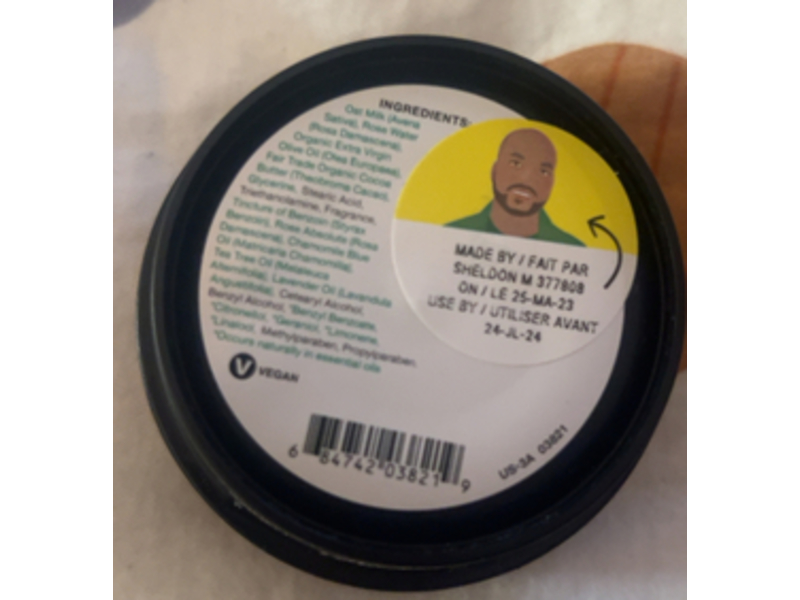 INGREDIENTS:
Oat Milk (Avena
Sativa), Rose Water
(Rosa Damascena),
Organic Extra Virgin
Olive Oil (Olea Europaea),
Fair Trade Organic Cocoa
Butter (Theobroma Cacao),
Glycerine, Stearic Acid,
Triethanolamine, Fragrance,
Tincture of Benzoin (Styrax
Benzoin), Rose Absolute (Rosa
Damascena), Chamomile Blue
Oil (Matricaria Chamomilla),
Tea Tree Oil (Melaleuca
Alternifolia), Lavender Oil (Lavandula
Angustifolia), Cetearyl Alcohol,
Benzyl Alcohol, *Benzyl Benzoate,
*Citronellol, *Geraniol, *Limonene,
*Linalool, Methylparaben, Propylparaben.
*Occurs naturally in essential oils
V VEGAN
MADE BY / FAIT PAR
SHELDON M 377808
ON / LE 25-MA-23
USE BY / UTILISER AVANT
24-JL-24
6 84742 03821 9
US-3A 03821